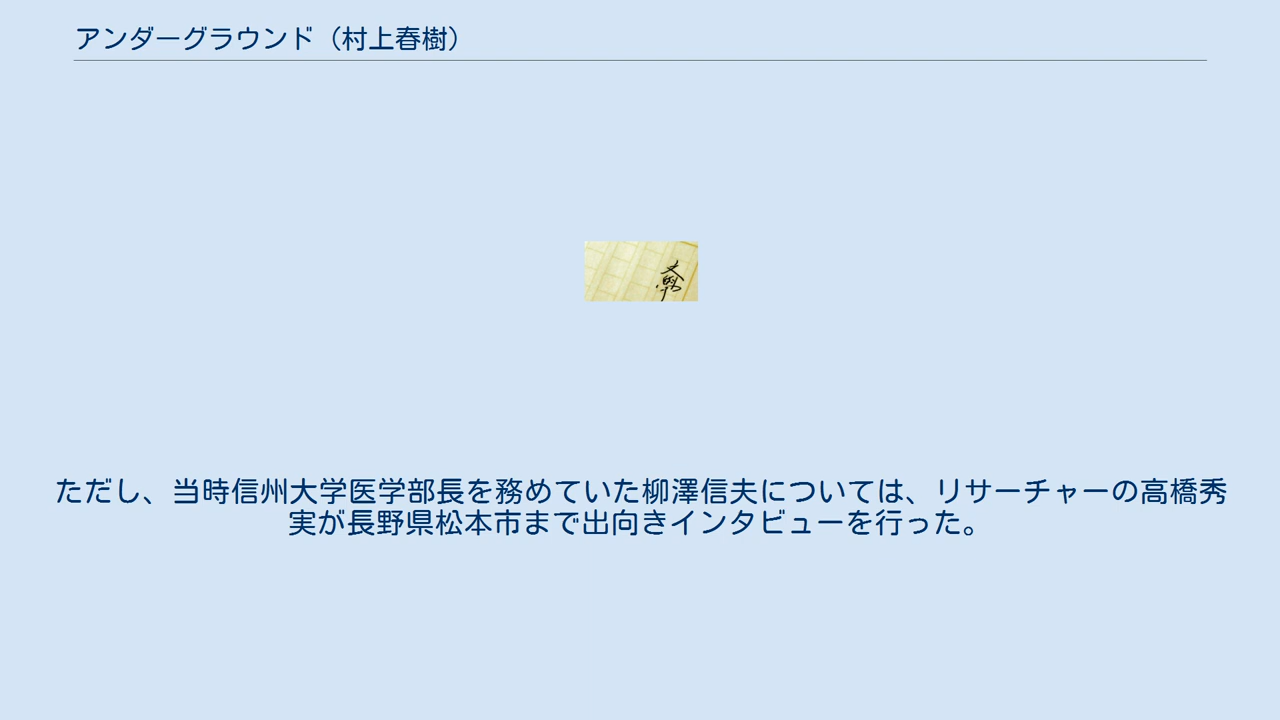 アンダーグラウンド（村上春樹）
ただし、当時信州大学医学部長を務めていた柳澤信夫については、リサーチャーの高橋秀
実が長野県松本市まで出向きインタビューを行った。